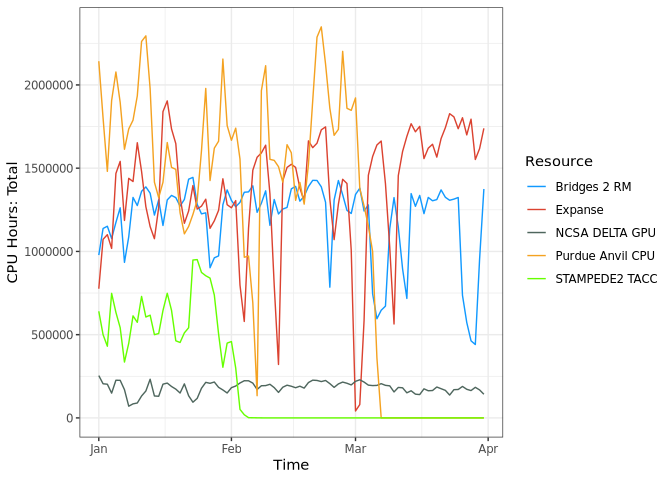 CPU Hours: Total
2000000
1500000
1000000
500000
0
Jan
Feb
Mar
Apr
Time
Resource
Bridges 2 RM
Expanse
NCSA DELTA GPU
Purdue Anvil CPU
STAMPEDE2 TACC